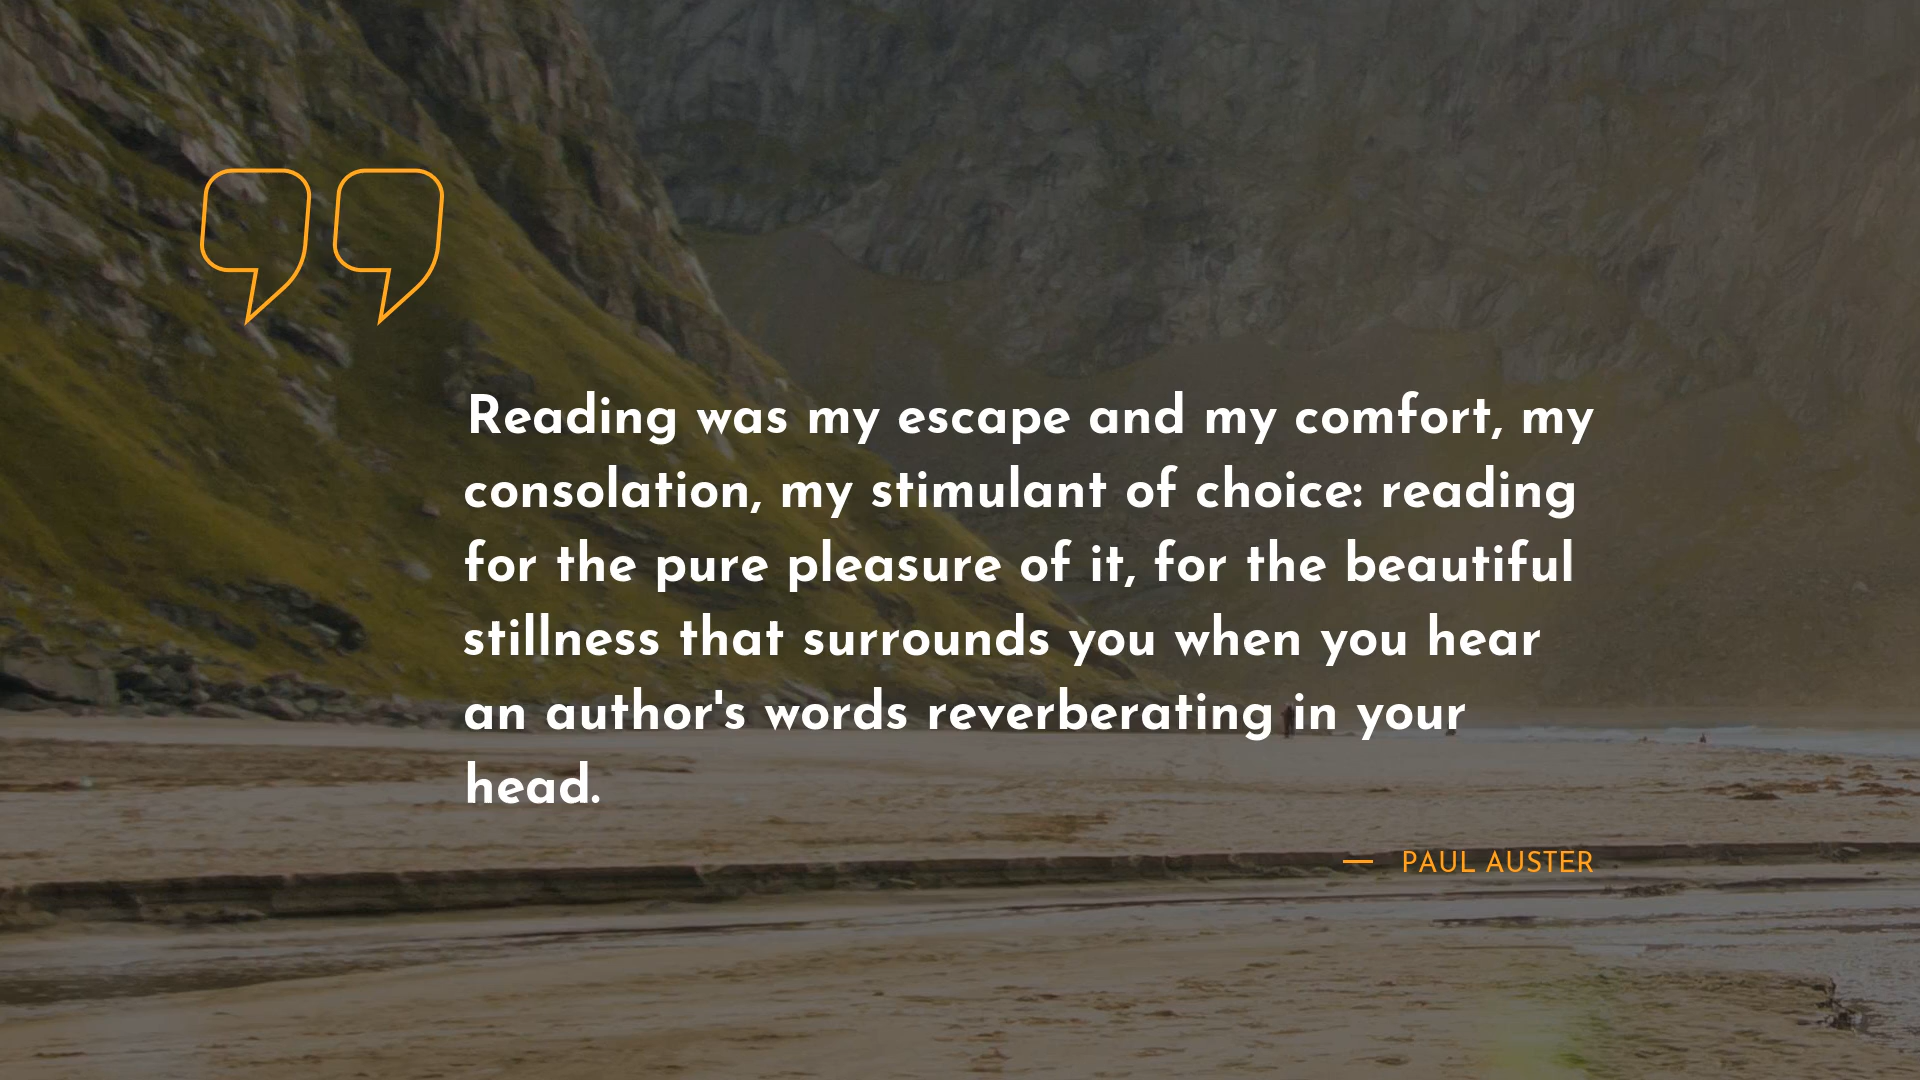 Reading was my escape and my comfort, my
consolation, my stimulant of choice: reading
for the pure pleasure of it, for the beautiful
stillness that surrounds you when you hear
an author's words reverberating in your
head.
— PAUL AUSTER